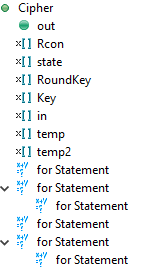 Cipher
out
x[] Rcon
x[] state
x[] RoundKey
x[] Key
x[] in
x[] temp
x[] temp2
x+y =? for Statement
x+y =? for Statement
x+y =? for Statement
x+y =? for Statement
x+y =? for Statement
x+y =? for Statement